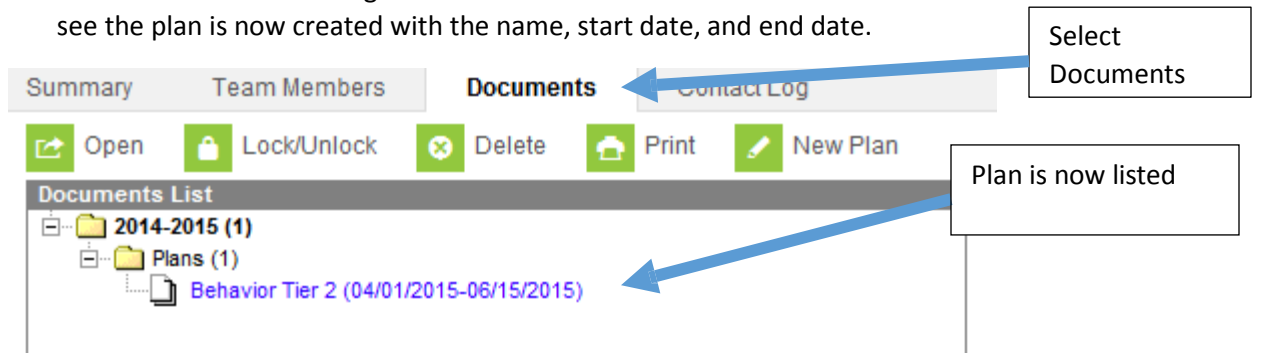 see the plan is now created with the name, start date, and end date.
Select
Documents
Summary Team Members Documents Contact Log
Open Lock/Unlock Delete Print New Plan
Plan is now listed
Documents List
2014-2015 (1)
Plans (1)
Behavior Tier 2 (04/01/2015-06/15/2015)